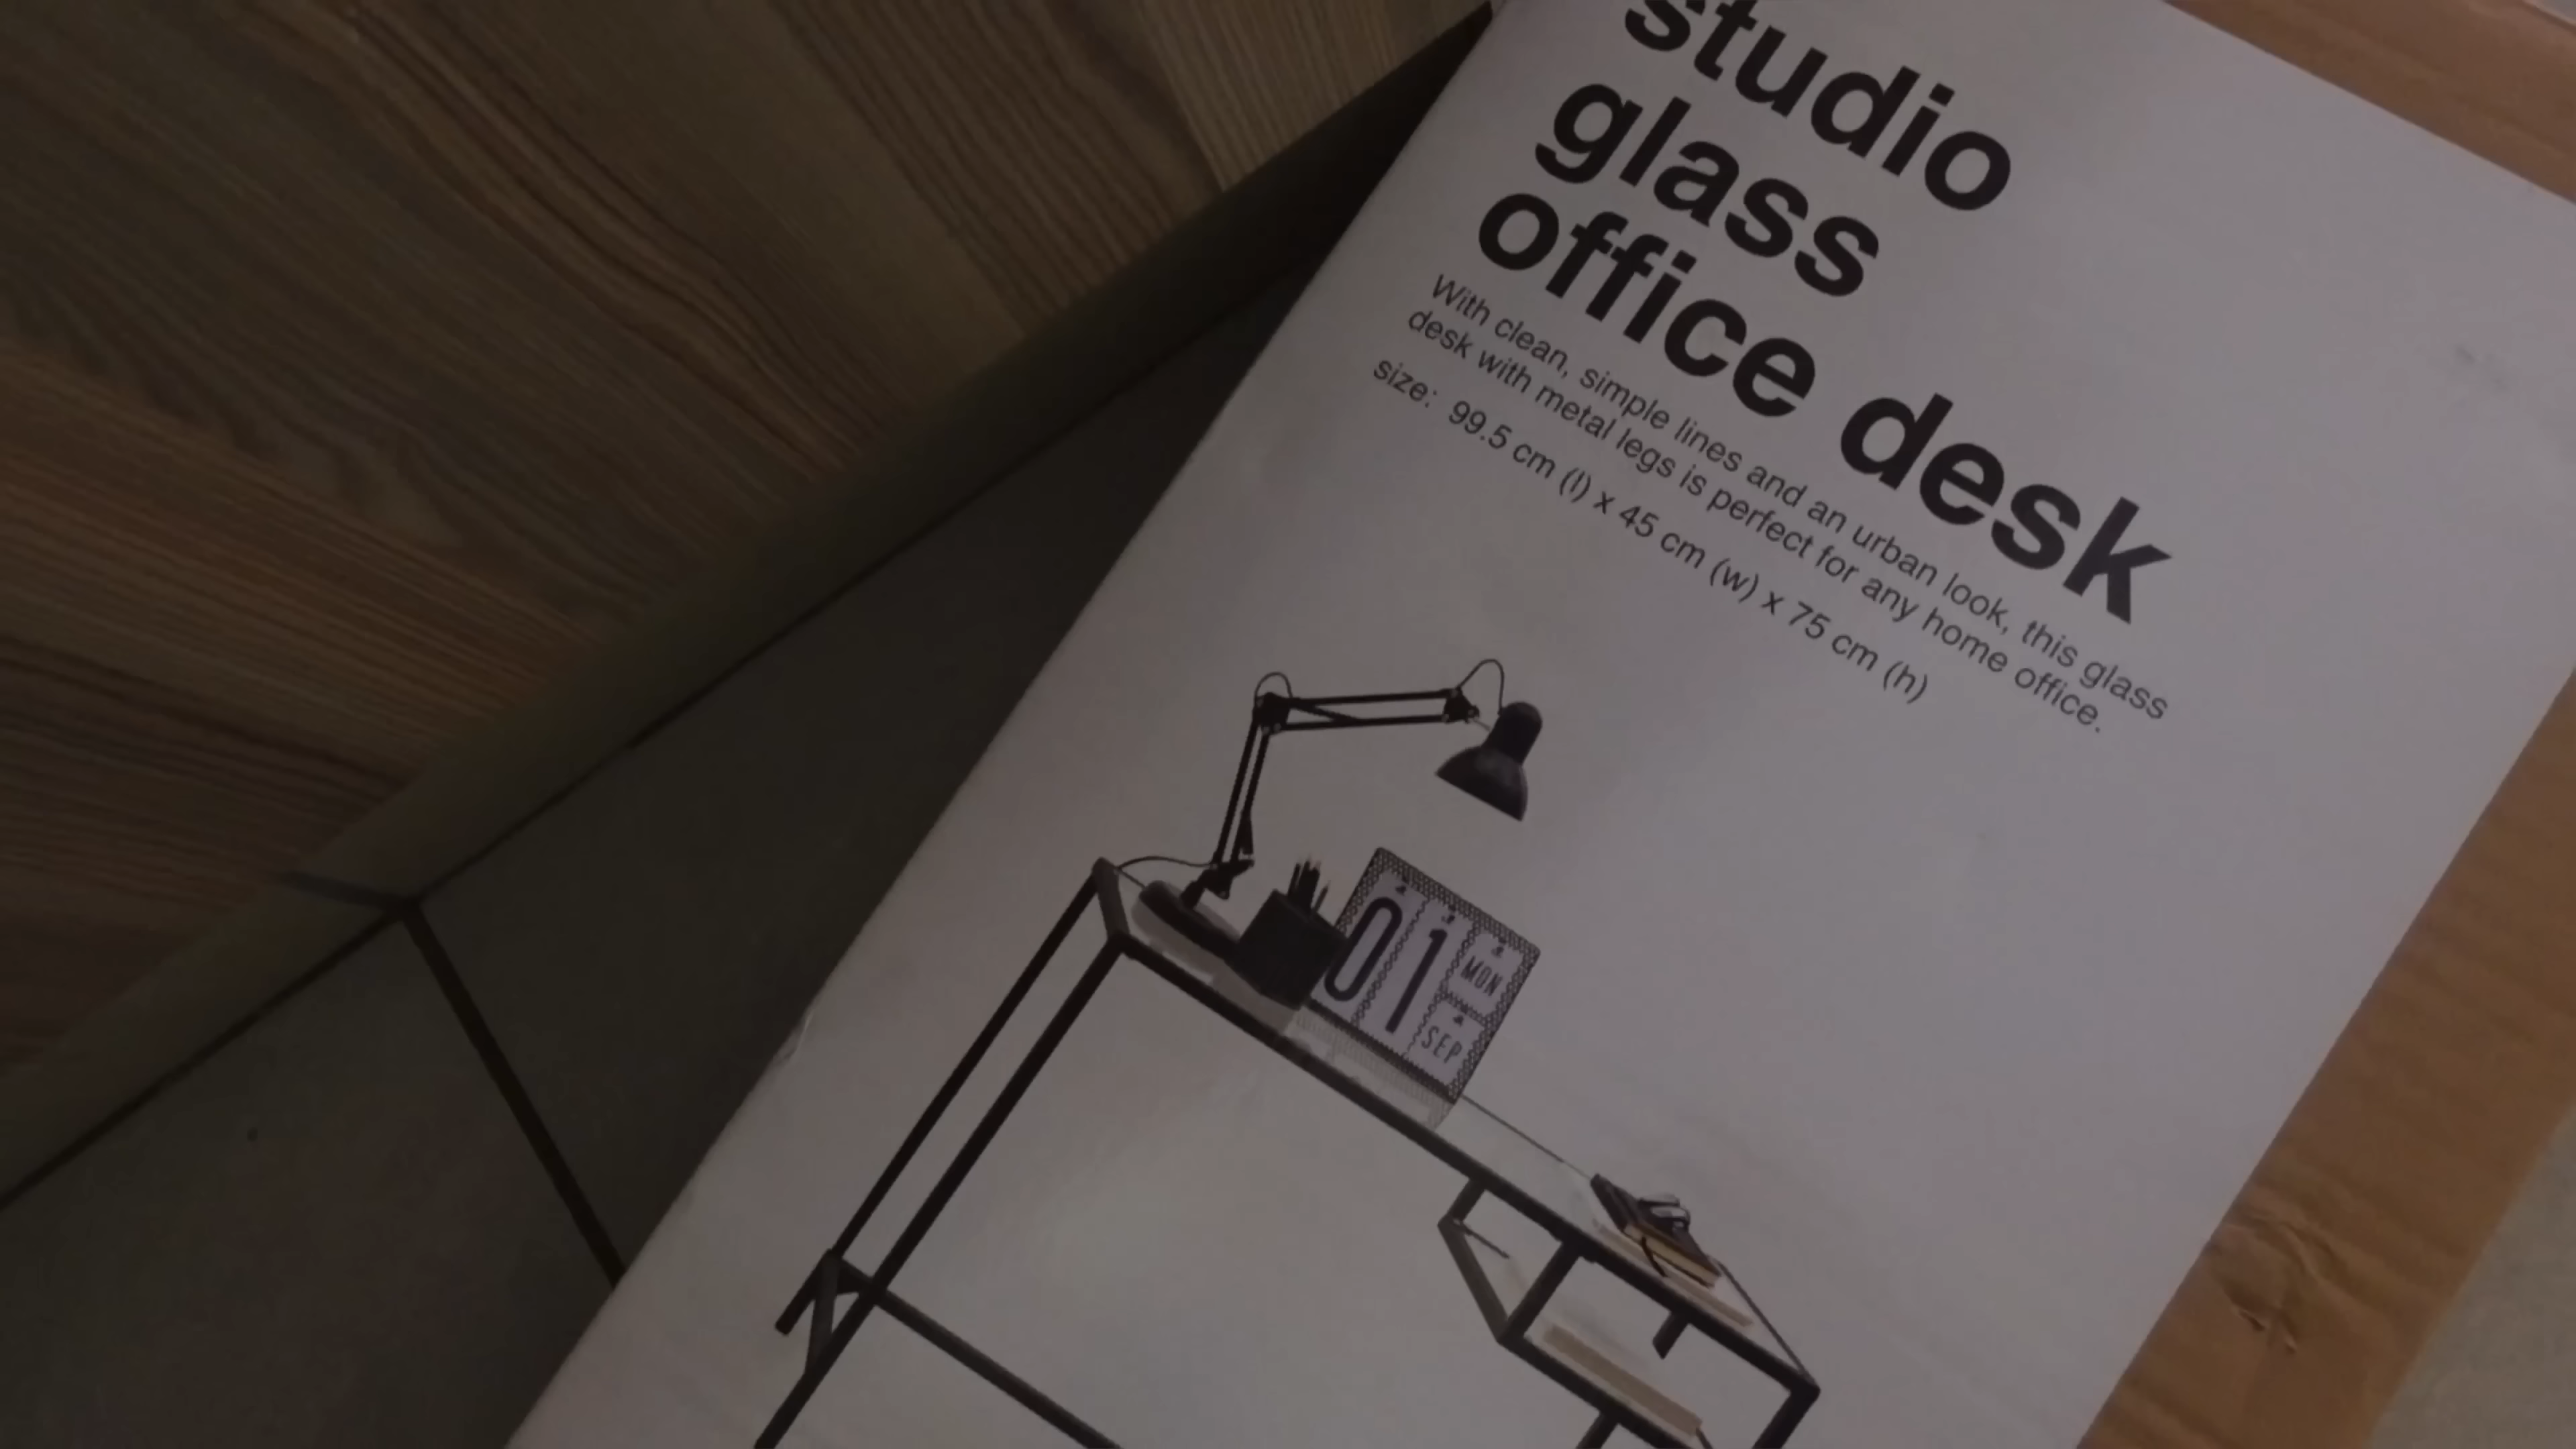 studio
glass
office desk
With clean, simple lines and an urban look, this glass
desk with metal legs is perfect for any home office.
size: 99.5 cm (l) x 45 cm (w) x 75 cm (h)
01
MON
SEP